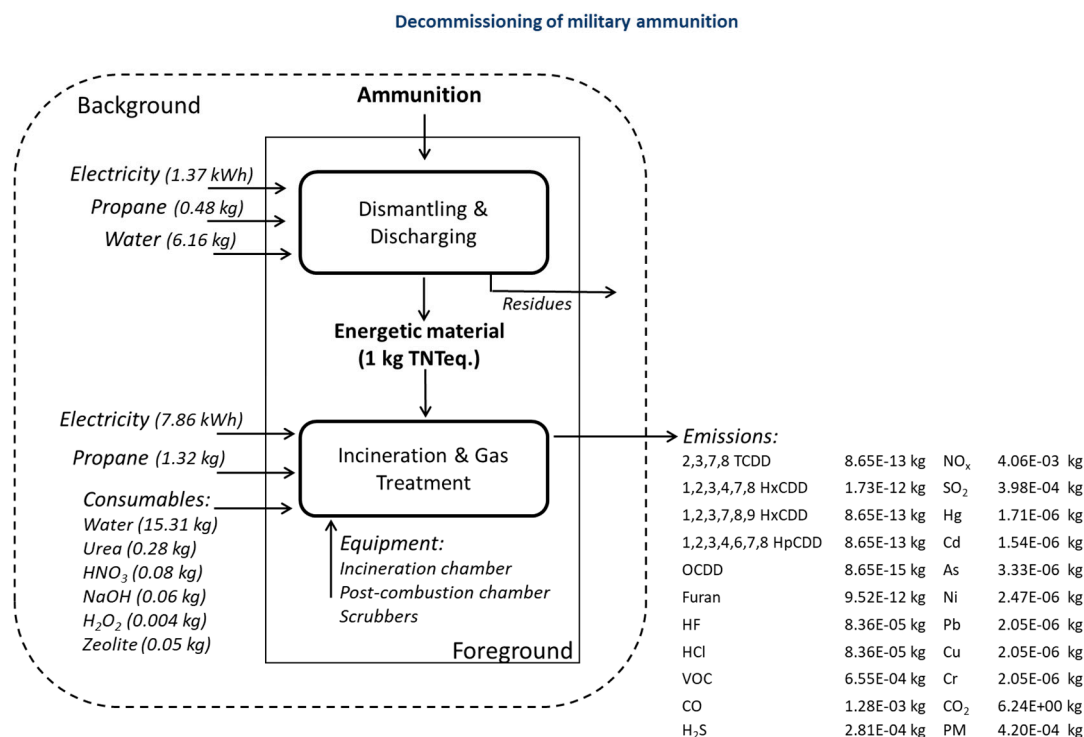 Decommissioning of military ammunition
Background
Ammunition
Electricity (1.37 kWh)
Propane (0.48 kg)
Water (6.16 kg)
Dismantling &
Discharging
Residues
Energetic material
(1 kg TNTeq.)
Electricity (7.86 kWh)
Propane (1.32 kg)
Consumables:
Water (15.31 kg)
Urea (0.28 kg)
HNO₃ (0.08 kg)
NaOH (0.06 kg)
H₂O₂ (0.004 kg)
Zeolite (0.05 kg)
Incineration & Gas
Treatment
Equipment:
Incineration chamber
Post-combustion chamber
Scrubbers
Foreground
Emissions:
2,3,7,8 TCDD 8.65E-13 kg NOₓ 4.06E-03 kg
1,2,3,4,7,8 HxCDD 1.73E-12 kg SO₂ 3.98E-04 kg
1,2,3,7,8,9 HxCDD 8.65E-13 kg Hg 1.71E-06 kg
1,2,3,4,6,7,8 HpCDD 8.65E-13 kg Cd 1.54E-06 kg
OCDD 8.65E-15 kg As 3.33E-06 kg
Furan 9.52E-12 kg Ni 2.47E-06 kg
HF 8.36E-05 kg Pb 2.05E-06 kg
HCl 8.36E-05 kg Cu 2.05E-06 kg
VOC 6.55E-04 kg Cr 2.05E-06 kg
CO 1.28E-03 kg CO₂ 6.24E+00 kg
H₂S 2.81E-04 kg PM 4.20E-04 kg